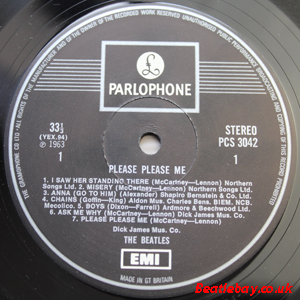 THE GRAMOPHONE CO LTD. ALL RIGHTS OF THE MANUFACTURER AND OF THE OWNER OF THE RECORDED WORK RESERVED UNAUTHORISED PUBLIC PERFORMANCE BROADCASTING AND COPYING OF THIS RECORD PROHIBITED
£
PARLOPHONE
33⅓
(YEX.94)
℗ 1963
1
STEREO
PCS 3042
1
PLEASE PLEASE ME
1. I SAW HER STANDING THERE (McCartney—Lennon) Northern
Songs Ltd. 2. MISERY (McCartney—Lennon) Northern Songs Ltd.
3. ANNA (GO TO HIM) (Alexander) Shapiro Bernstein & Co. Ltd.
4. CHAINS (Goffin—King) Aldon Mus. Charles Bens. BIEM. NCB.
Mecolico. 5. BOYS (Dixon—Farrell) Ardmore & Beechwood Ltd.
6. ASK ME WHY (McCartney—Lennon) Dick James Mus. Co.
7. PLEASE PLEASE ME (McCartney—Lennon)
Dick James Mus. Co.
THE BEATLES
EMI
MADE IN GT BRITAIN